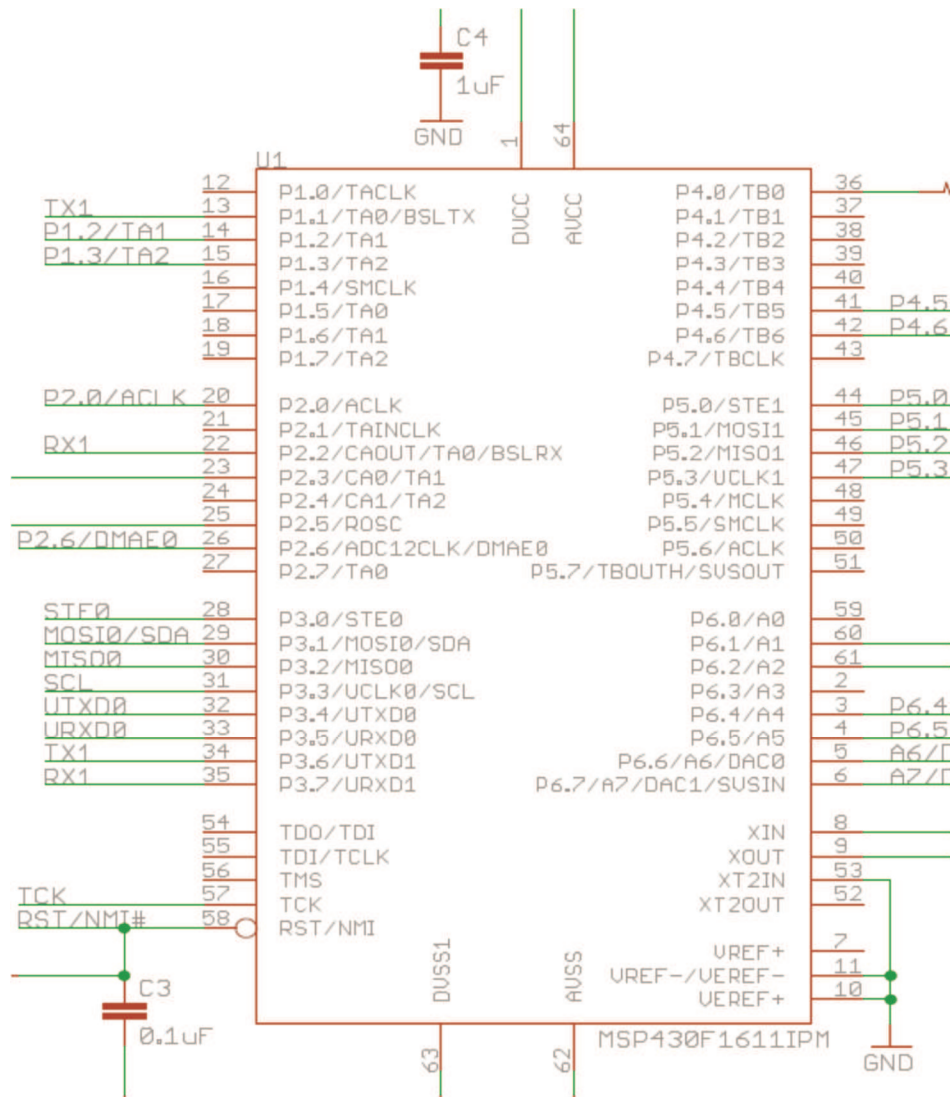 C4
1uF
GND
1
64
U1
DVCC
AVCC
12 P1.0/TACLK
TX1 13 P1.1/TA0/BSLTX
P1.2/TA1 14 P1.2/TA1
P1.3/TA2 15 P1.3/TA2
16 P1.4/SMCLK
17 P1.5/TA0
18 P1.6/TA1
19 P1.7/TA2
P2.0/ACLK 20 P2.0/ACLK
21 P2.1/TAINCLK
RX1 22 P2.2/CAOUT/TA0/BSLRX
23 P2.3/CA0/TA1
24 P2.4/CA1/TA2
25 P2.5/ROSC
P2.6/DMAE0 26 P2.6/ADC12CLK/DMAE0
27 P2.7/TA0
STE0 28 P3.0/STE0
MOSI0/SDA 29 P3.1/MOSI0/SDA
MISO0 30 P3.2/MISO0
SCL 31 P3.3/UCLK0/SCL
UTXD0 32 P3.4/UTXD0
URXD0 33 P3.5/URXD0
TX1 34 P3.6/UTXD1
RX1 35 P3.7/URXD1
54 TDO/TDI
55 TDI/TCLK
56 TMS
TCK 57 TCK
RST/NMI# 58 RST/NMI
P4.0/TB0 36
P4.1/TB1 37
P4.2/TB2 38
P4.3/TB3 39
P4.4/TB4 40
P4.5/TB5 41 P4.5
P4.6/TB6 42 P4.6
P4.7/TBCLK 43
P5.0/STE1 44 P5.0
P5.1/MOSI1 45 P5.1
P5.2/MISO1 46 P5.2
P5.3/UCLK1 47 P5.3
P5.4/MCLK 48
P5.5/SMCLK 49
P5.6/ACLK 50
P5.7/TBOUTH/SVSOUT 51
P6.0/A0 59
P6.1/A1 60
P6.2/A2 61
P6.3/A3 2
P6.4/A4 3 P6.4
P6.5/A5 4 P6.5
P6.6/A6/DAC0 5 A6/D
P6.7/A7/DAC1/SVSIN 6 A7/D
XIN 8
XOUT 9
XT2IN 53
XT2OUT 52
VREF+ 7
VREF-/VEREF- 11
VEREF+ 10
DVSS1
AVSS
C3
0.1uF
63
62
MSP430F1611IPM
GND